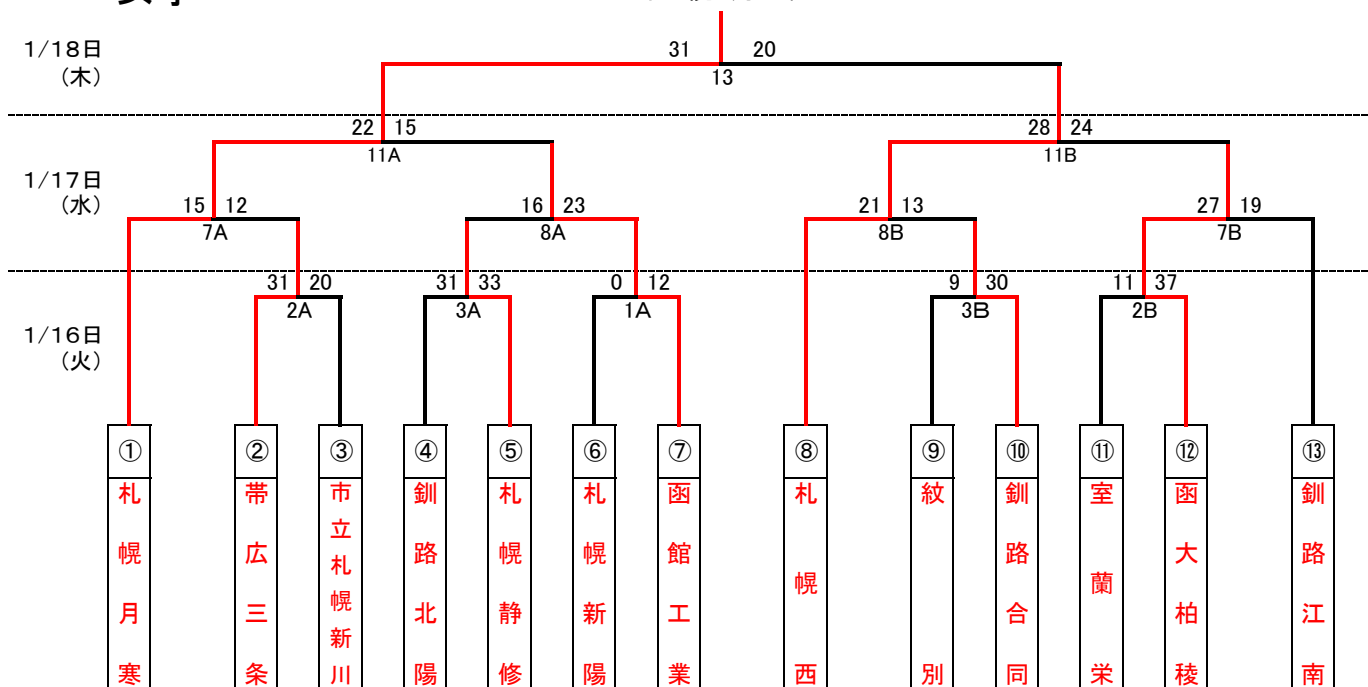 1/18日
(木)
31 20
13
22 15
11A
28 24
11B
1/17日
(水)
15 12
7A
16 23
8A
21 13
8B
27 19
7B
1/16日
(火)
31 20
2A
31 33
3A
0 12
1A
9 30
3B
11 37
2B
① ② ③ ④ ⑤ ⑥ ⑦ ⑧ ⑨ ⑩ ⑪ ⑫ ⑬
札幌月寒
帯広三条
市立札幌新川
釧路北陽
札幌静修
札幌新陽
函館工業
札幌西
紋別
釧路合同
室蘭栄
函大柏稜
釧路江南